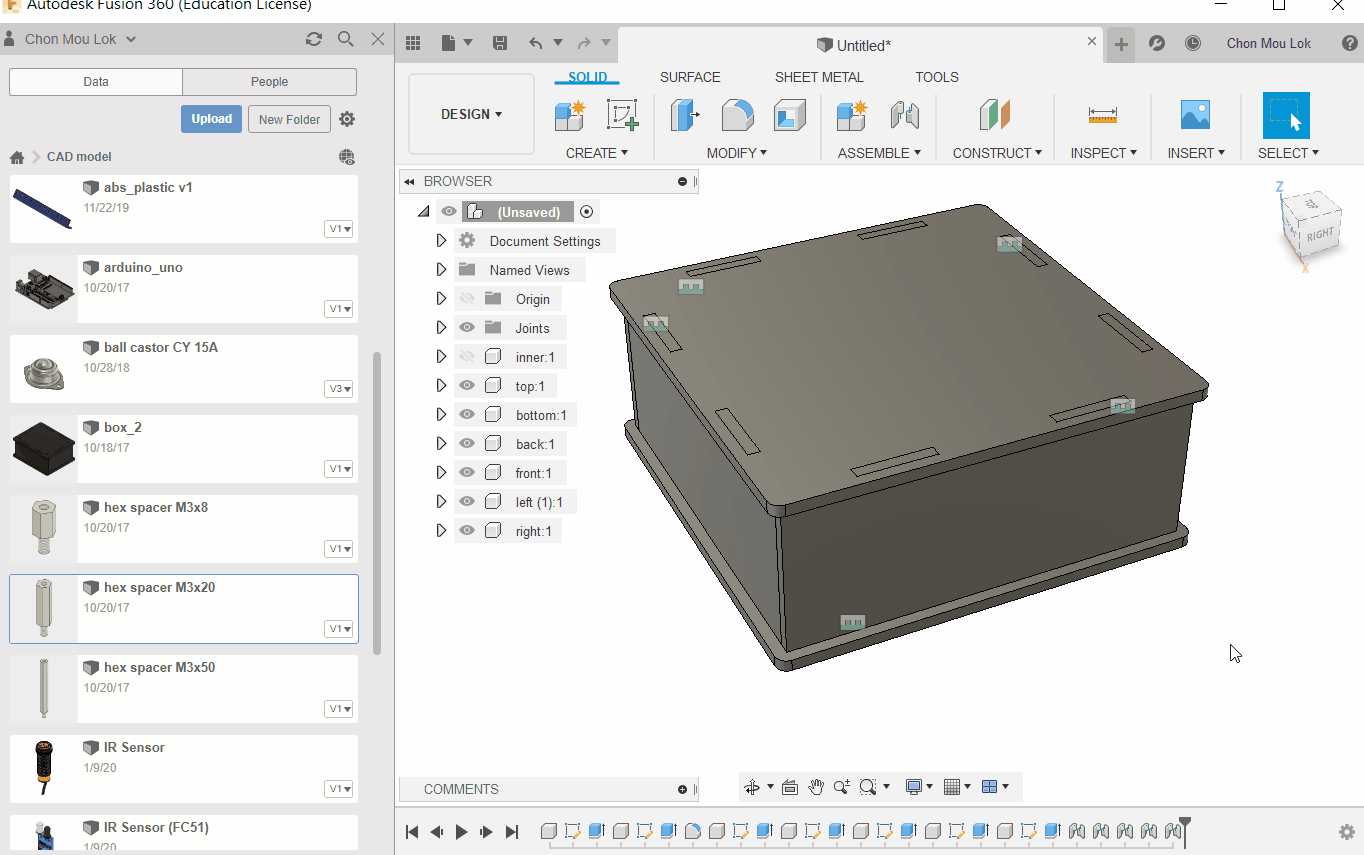 Autodesk Fusion 360 (Education License)
Chon Mou Lok
Data
People
Upload
New Folder
CAD model
abs_plastic v1
11/22/19
V1
arduino_uno
10/20/17
V1
ball castor CY 15A
10/28/18
V3
box_2
10/18/17
V1
hex spacer M3x8
10/20/17
V1
hex spacer M3x20
10/20/17
V1
hex spacer M3x50
10/20/17
V1
IR Sensor
1/9/20
V1
IR Sensor (FC51)
1/9/20
Untitled*
Chon Mou Lok
SOLID
SURFACE
SHEET METAL
TOOLS
DESIGN
CREATE
MODIFY
ASSEMBLE
CONSTRUCT
INSPECT
INSERT
SELECT
BROWSER
(Unsaved)
Document Settings
Named Views
Origin
Joints
inner:1
top:1
bottom:1
back:1
front:1
left (1):1
right:1
Z
RIGHT
X
COMMENTS